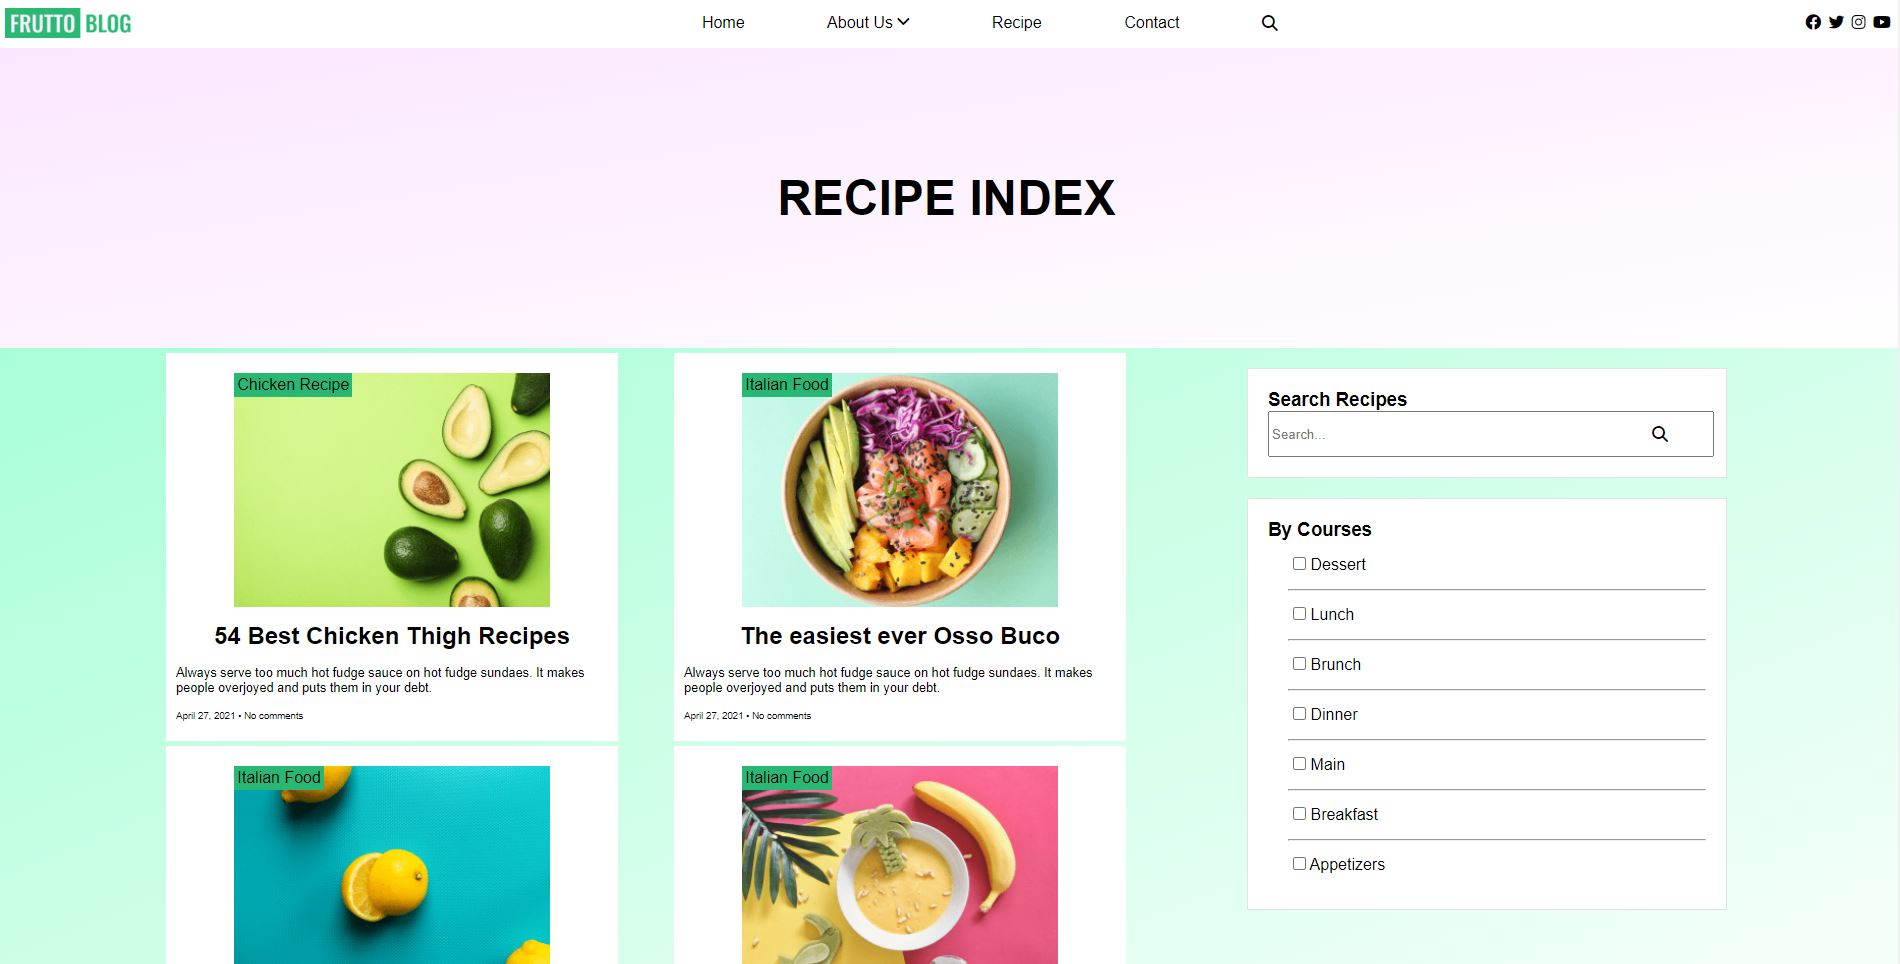 FRUTTO BLOG
Home
About Us
Recipe
Contact
RECIPE INDEX
Chicken Recipe
54 Best Chicken Thigh Recipes
Always serve too much hot fudge sauce on hot fudge sundaes. It makes
people overjoyed and puts them in your debt.
April 27, 2021 • No comments
Italian Food
The easiest ever Osso Buco
Always serve too much hot fudge sauce on hot fudge sundaes. It makes
people overjoyed and puts them in your debt.
April 27, 2021 • No comments
Italian Food
Italian Food
Search Recipes
Search...
By Courses
Dessert
Lunch
Brunch
Dinner
Main
Breakfast
Appetizers